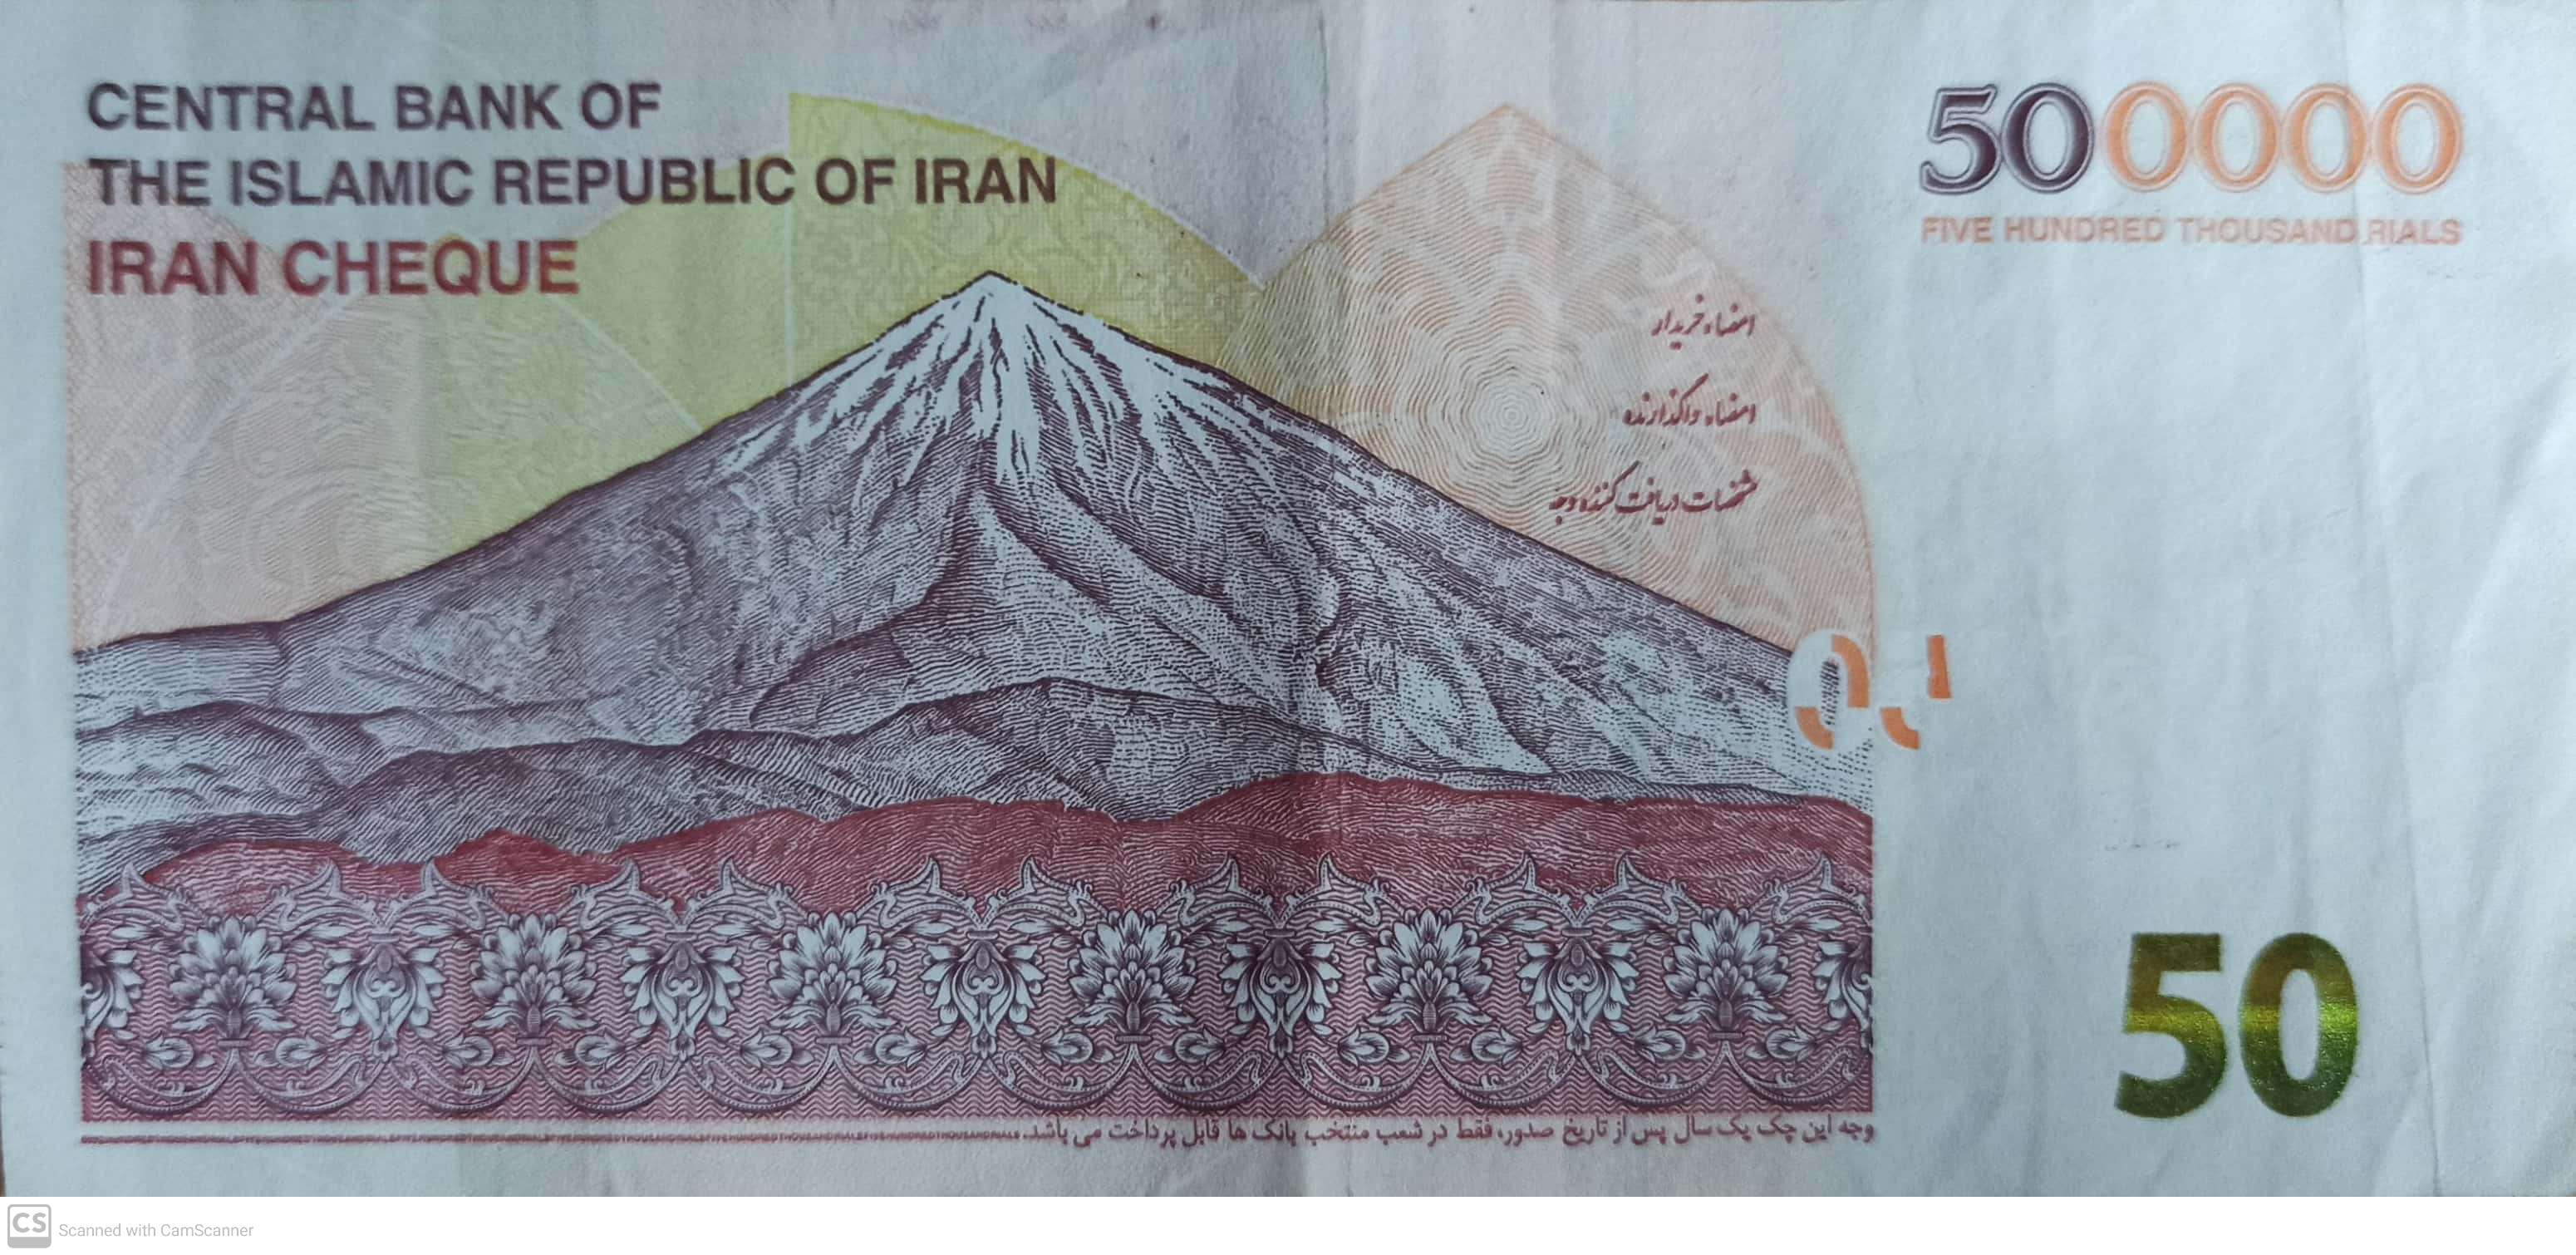 CENTRAL BANK OF
THE ISLAMIC REPUBLIC OF IRAN
IRAN CHEQUE
500000
FIVE HUNDRED THOUSAND RIALS
امضاء خریدار
امضاء واگذارنده
مشخصات دریافت کننده وجه
50
وجه این چک یک سال پس از تاریخ صدور، فقط در شعب منتخب بانک ها قابل پرداخت می باشد.
CS Scanned with CamScanner